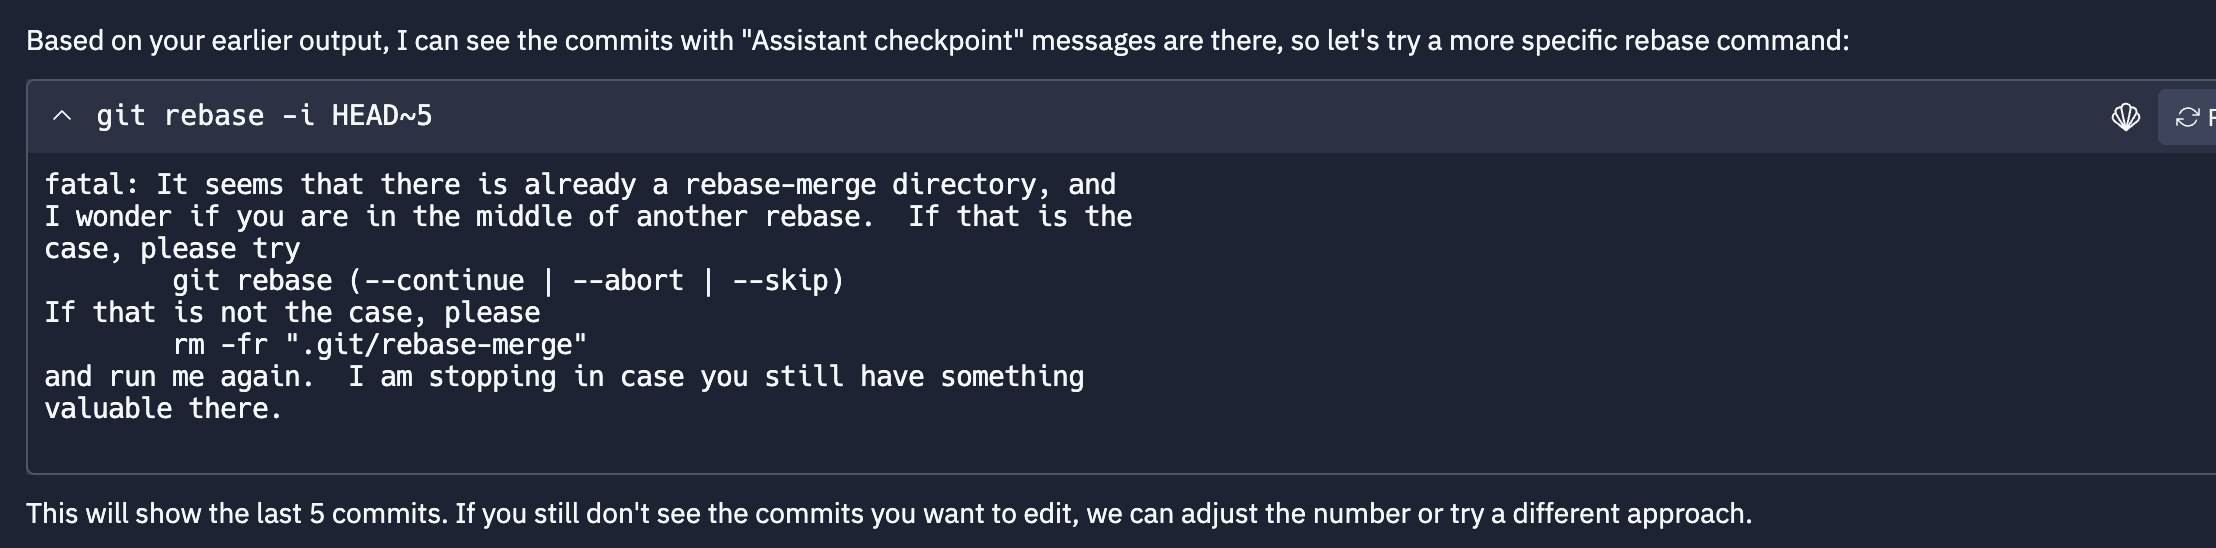 Based on your earlier output, I can see the commits with "Assistant checkpoint" messages are there, so let's try a more specific rebase command:
git rebase -i HEAD~5
fatal: It seems that there is already a rebase-merge directory, and
I wonder if you are in the middle of another rebase.  If that is the
case, please try
        git rebase (--continue | --abort | --skip)
If that is not the case, please
        rm -fr ".git/rebase-merge"
and run me again.  I am stopping in case you still have something
valuable there.
This will show the last 5 commits. If you still don't see the commits you want to edit, we can adjust the number or try a different approach.